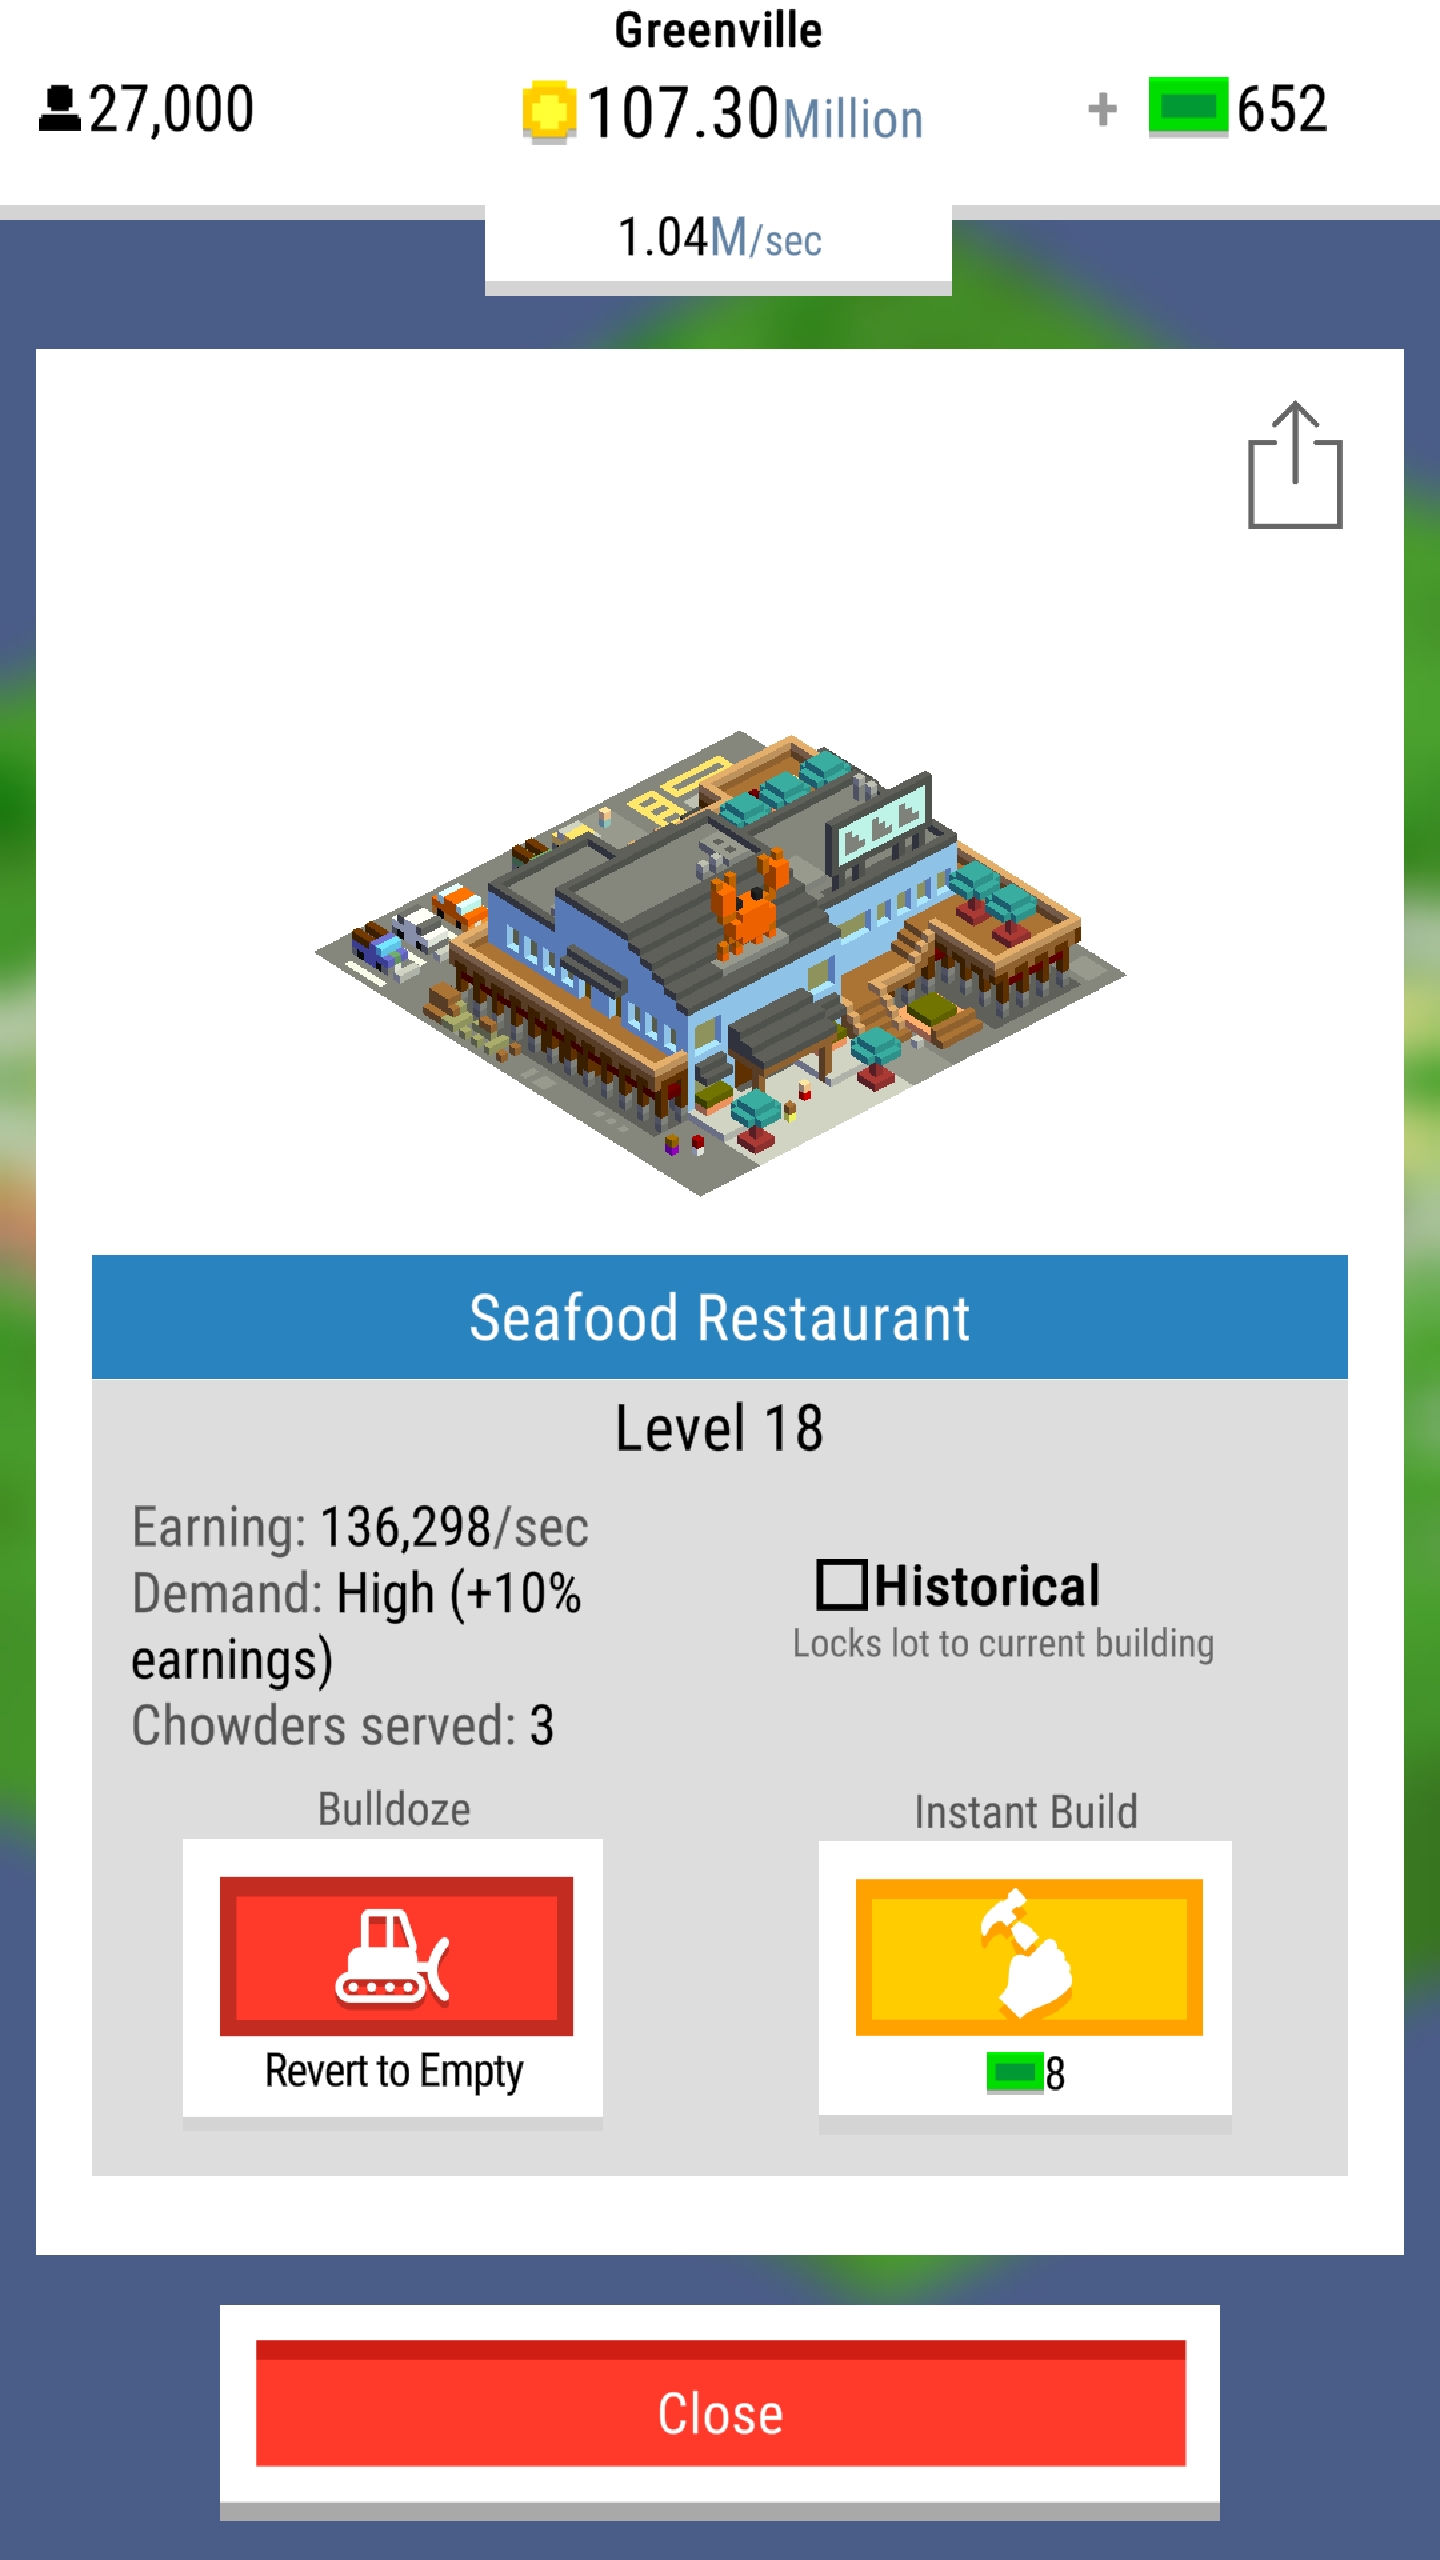 Greenville
27,000
107.30Million
+ 652
1.04M/sec
Seafood Restaurant
Level 18
Earning: 136,298/sec
Demand: High (+10%
earnings)
Chowders served: 3
Historical
Locks lot to current building
Bulldoze
Revert to Empty
Instant Build
8
Close